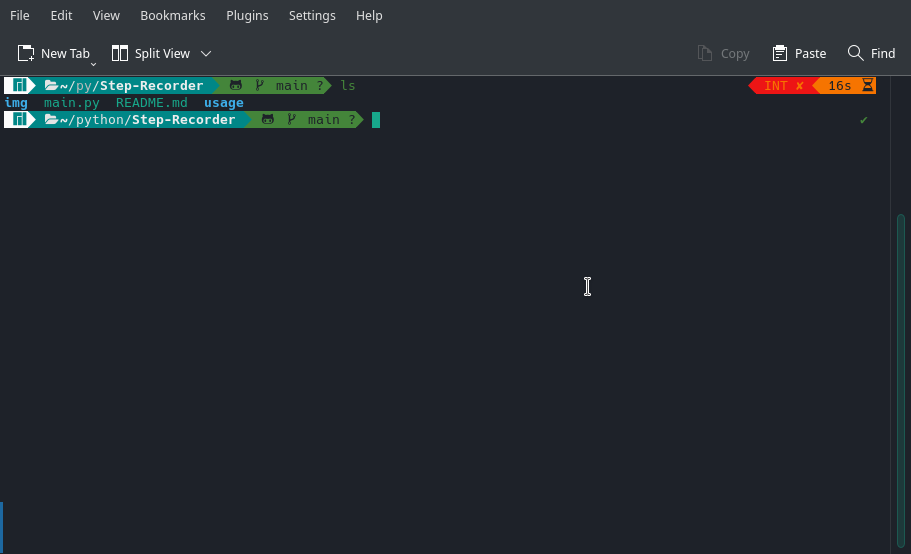 File Edit View Bookmarks Plugins Settings Help
New Tab Split View Copy Paste Find
~/py/Step-Recorder main ? ls INT ✘ 16s
img main.py README.md usage
~/python/Step-Recorder main ? ✔